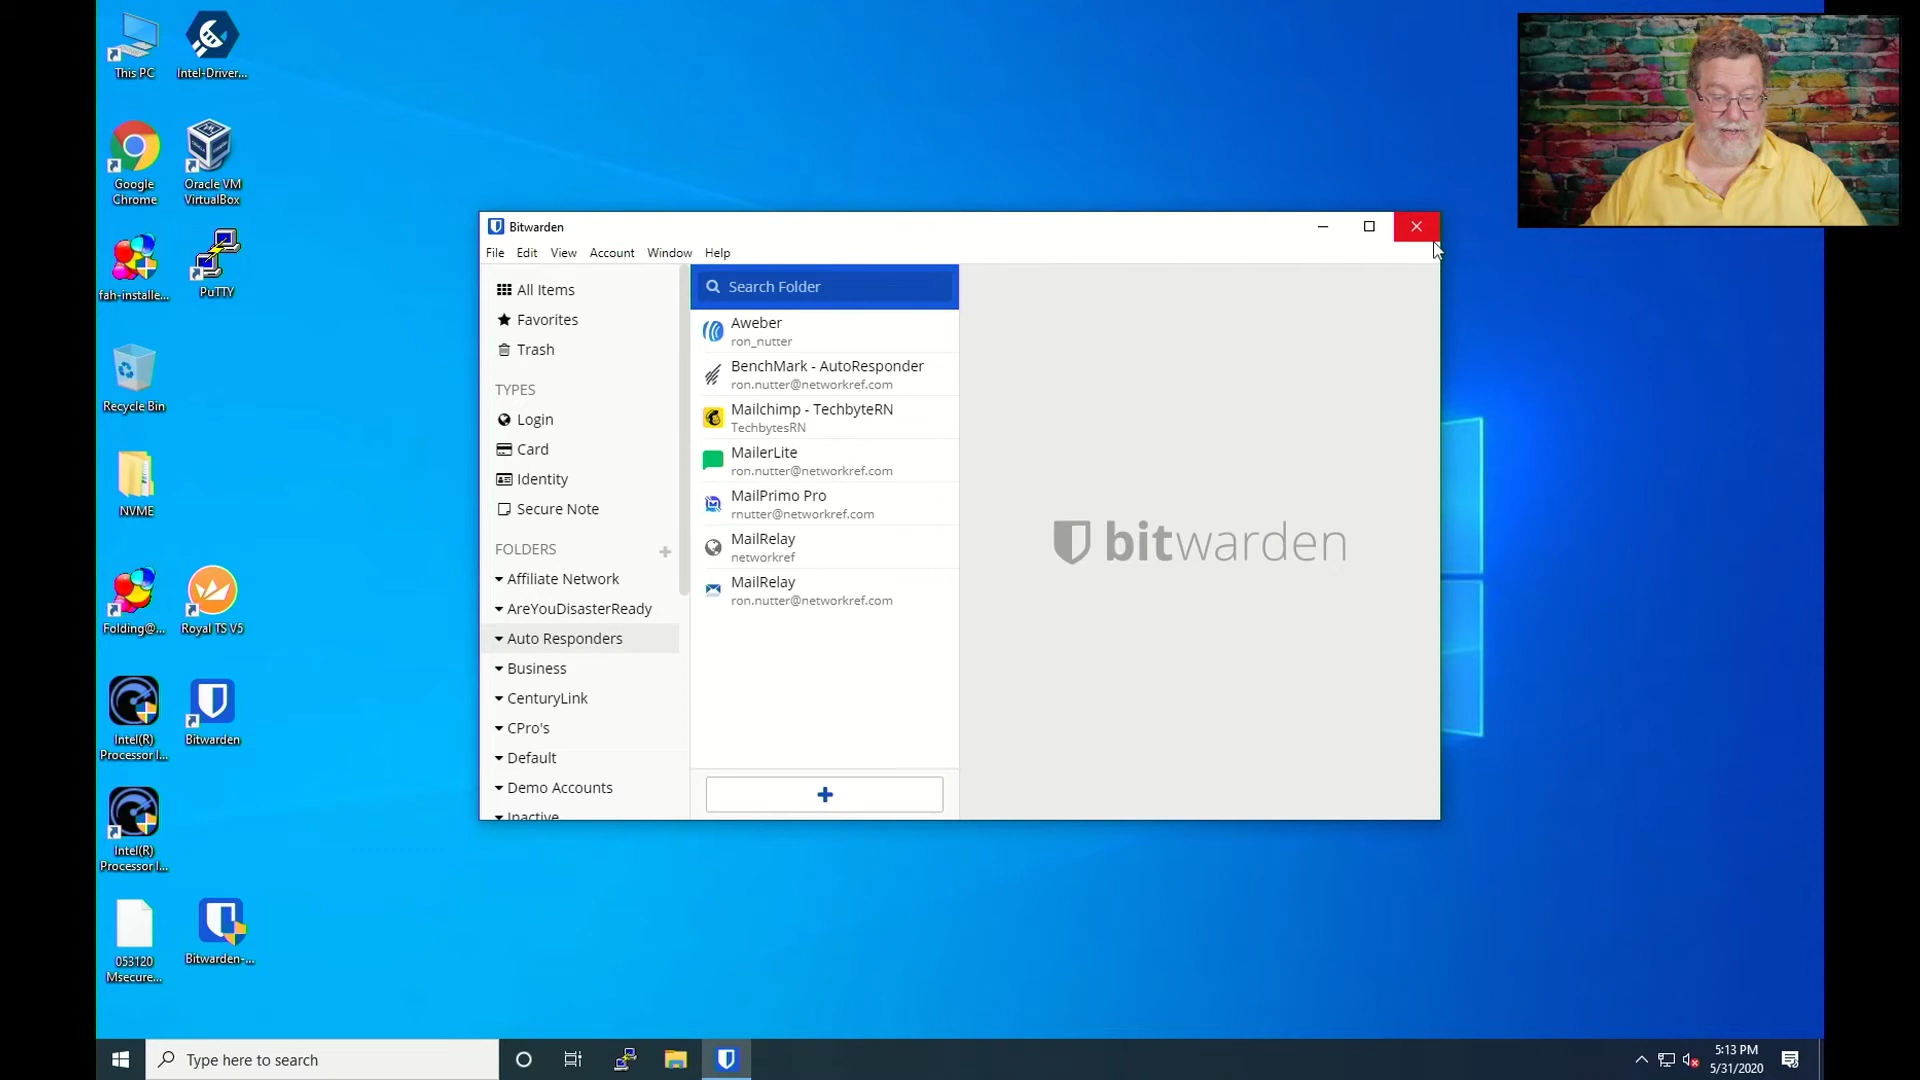 This PC
Intel-Driver...
Google
Chrome
Oracle VM
VirtualBox
fah-installe...
PuTTY
Recycle Bin
NVME
Folding@...
Royal TS V5
Intel(R)
Processor I...
Bitwarden
Intel(R)
Processor I...
053120
Msecure...
Bitwarden-...
Bitwarden
File Edit View Account Window Help
All Items
Favorites
Trash
TYPES
Login
Card
Identity
Secure Note
FOLDERS
Affiliate Network
AreYouDisasterReady
Auto Responders
Business
CenturyLink
CPro's
Default
Demo Accounts
Inactive
Search Folder
Aweber
ron_nutter
BenchMark - AutoResponder
ron.nutter@networkref.com
Mailchimp - TechbyteRN
TechbytesRN
MailerLite
ron.nutter@networkref.com
MailPrimo Pro
rnutter@networkref.com
MailRelay
networkref
MailRelay
ron.nutter@networkref.com
bitwarden
Type here to search
5:13 PM
5/31/2020